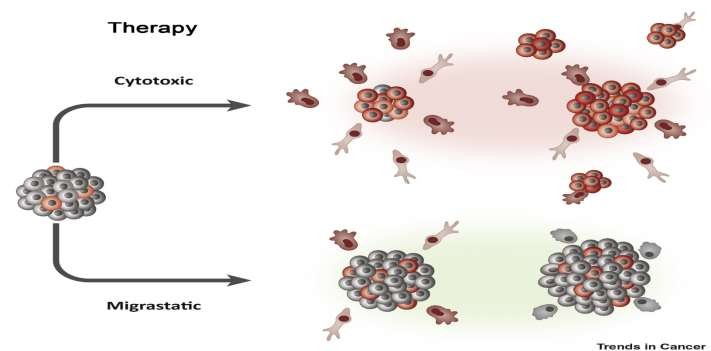 Therapy
Cytotoxic
Migrastatic
Trends in Cancer